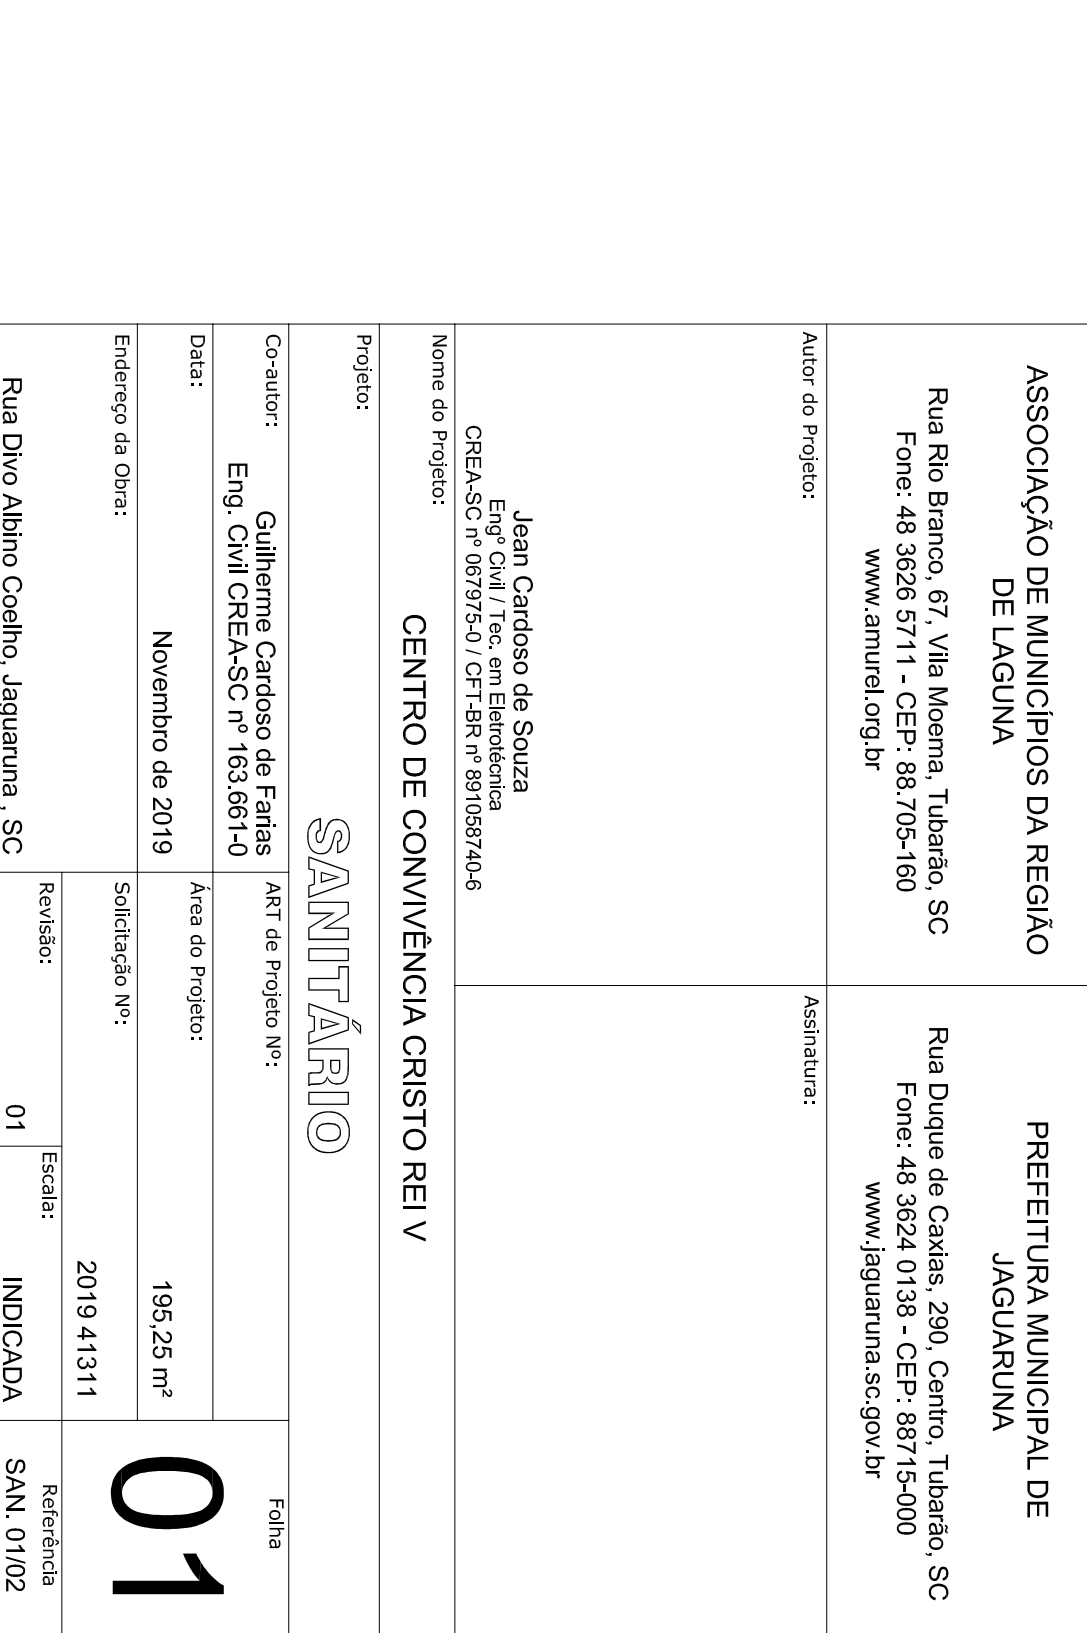 ASSOCIAÇÃO DE MUNICÍPIOS DA REGIÃO
DE LAGUNA
Rua Rio Branco, 67, Vila Moema, Tubarão, SC
Fone: 48 3626 5711 - CEP: 88.705-160
www.amurel.org.br
PREFEITURA MUNICIPAL DE
JAGUARUNA
Rua Duque de Caxias, 290, Centro, Tubarão, SC
Fone: 48 3624 0138 - CEP: 88715-000
www.jaguaruna.sc.gov.br
Autor do Projeto:
Jean Cardoso de Souza
Engº Civil / Tec. em Eletrotécnica
CREA-SC nº 067975-0 / CFT-BR nº 891058740-6
Assinatura:
Nome do Projeto:
CENTRO DE CONVIVÊNCIA CRISTO REI V
Projeto:
SANITÁRIO
Co-autor:
Guilherme Cardoso de Farias
Eng. Civil CREA-SC nº 163.661-0
ART de Projeto Nº:
Folha
01
Data:
Novembro de 2019
Área do Projeto:
195,25 m²
Endereço da Obra:
Rua Divo Albino Coelho, Jaguaruna , SC
Solicitação Nº:
2019 41311
Revisão:
01
Escala:
INDICADA
Referência
SAN. 01/02